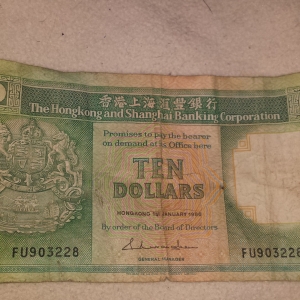 香港上海滙豐銀行
The Hongkong and Shanghai Banking Corporation
Promises to pay the bearer
on demand at its Office here
TEN
DOLLARS
HONGKONG 1ST JANUARY
By order of the Board of Directors
GENERAL MANAGER
FU903228 FU903228